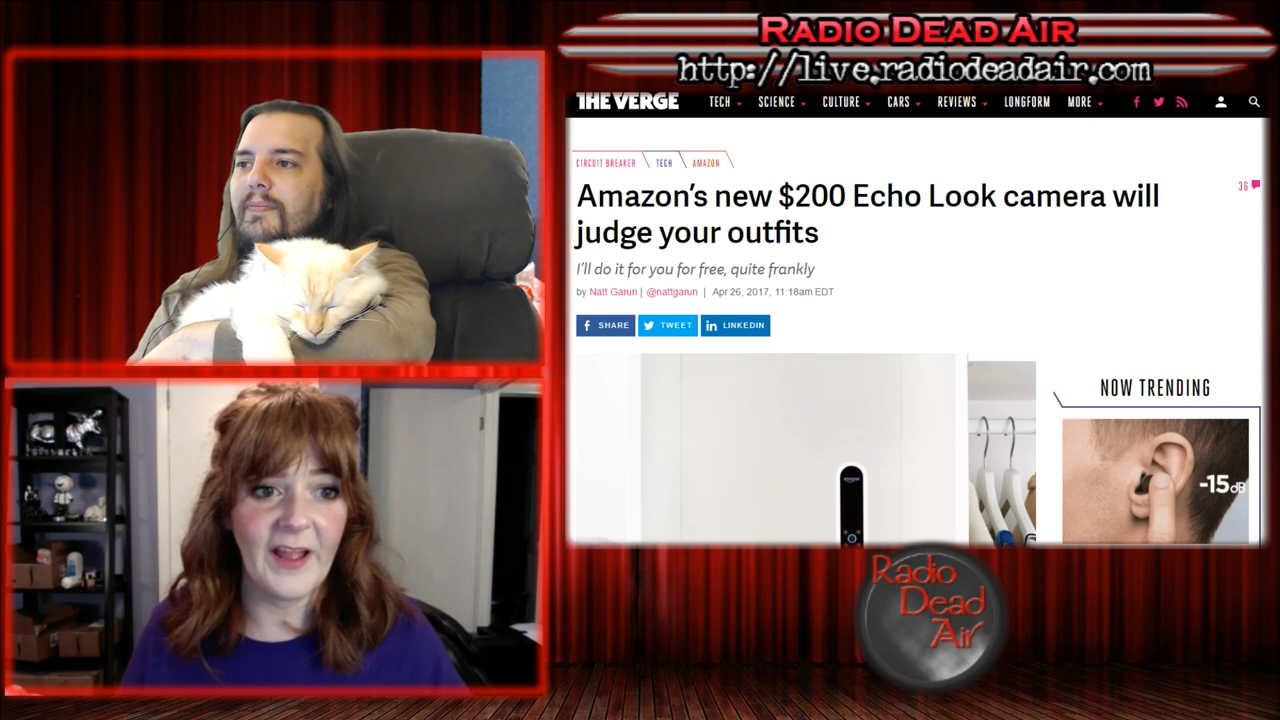 RADIO DEAD AIR
http://live.radiodeadair.com
THE VERGE TECH SCIENCE CULTURE CARS REVIEWS LONGFORM MORE
CIRCUIT BREAKER TECH AMAZON
36
Amazon's new $200 Echo Look camera will
judge your outfits
I'll do it for you for free, quite frankly
by Natt Garun | @nattgarun | Apr 26, 2017, 11:18am EDT
SHARE TWEET LINKEDIN
NOW TRENDING
amazon
-15dB
Radio
Dead
Air